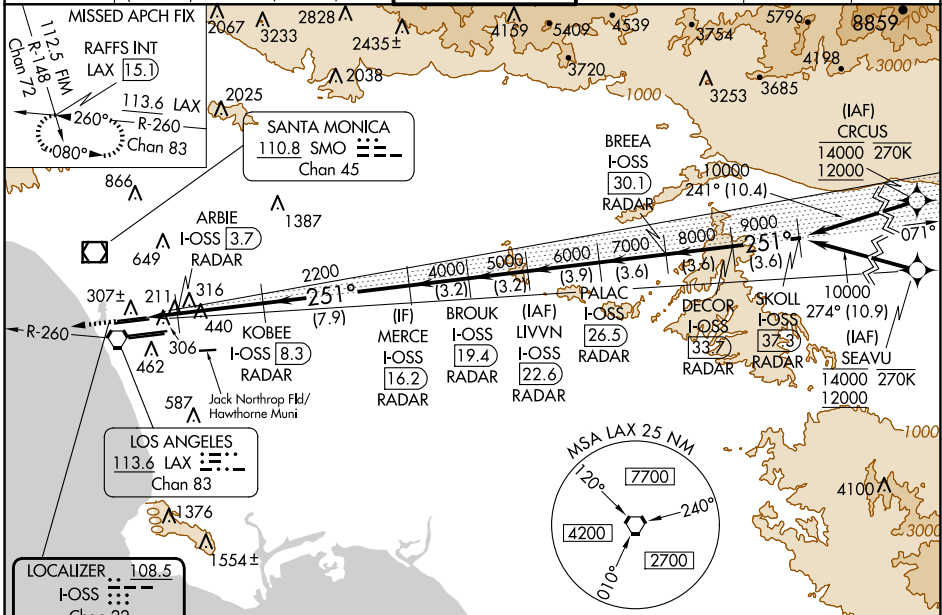 MISSED APCH FIX
112.5 FIM
R-148
Chan 72
RAFFS INT
LAX 15.1
113.6 LAX
R-260
Chan 83
260°
080°
2067
3233
2828
2435±
2038
2025
4159
5409
4539
3754
5796
8859
3720
3253
3685
4198
3000
1000
SANTA MONICA
110.8 SMO
Chan 45
866
1387
649
ARBIE
I-OSS 3.7
RADAR
BREEA
I-OSS
30.1
RADAR
10000
241° (10.4)
(IAF)
CRCUS
14000 270K
12000
071°
2200
251°
(7.9)
4000
(3.2)
5000
(3.2)
6000
(3.9)
7000
(3.6)
8000
(3.6)
9000
(3.6)
251°
10000
274° (10.9)
(IAF)
SEAVU
14000 270K
12000
307±
211
316
440
306
462
R-260
KOBEE
I-OSS 8.3
RADAR
(IF)
MERCE
I-OSS
16.2
RADAR
BROUK
I-OSS
19.4
RADAR
(IAF)
LIVVN
I-OSS
22.6
RADAR
PALAC
I-OSS
26.5
RADAR
DECOR
I-OSS
33.7
RADAR
SKOLL
I-OSS
37.3
RADAR
Jack Northrop Fld/
Hawthorne Muni
587
LOS ANGELES
113.6 LAX
Chan 83
1376
1554±
MSA LAX 25 NM
120°
7700
240°
4200
2700
010°
1000
4100
3000
LOCALIZER 108.5
I-OSS
Chan 22